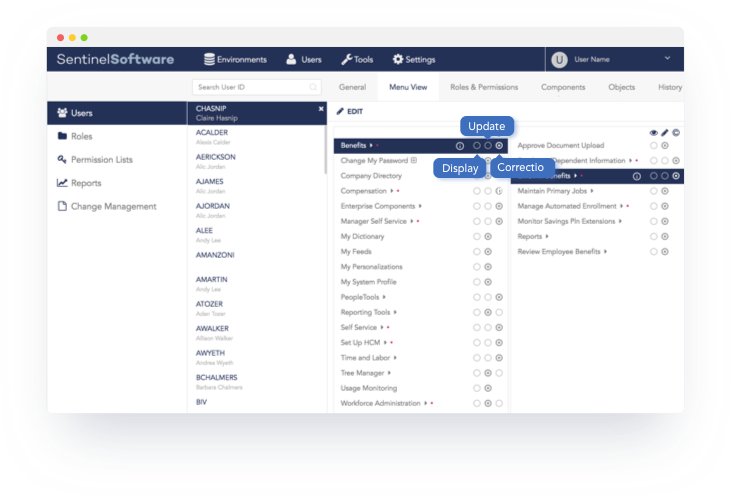 SentinelSoftware
Environments
Users
Tools
Settings
U
User Name
Search User ID
General
Menu View
Roles & Permissions
Components
Objects
History
Users
Roles
Permission Lists
Reports
Change Management
CHASNIP
Claire Hasnip
ACALDER
Alexis Calder
AERICKSON
Alic Jorden
AJAMES
Alic Jorden
AJORDAN
Alic Jorden
ALEE
Andy Lee
AMANZONI
AMARTIN
Andy Lee
ATOZER
Aden Tozer
AWALKER
Allison Walker
AWYETH
Andrea Wyeth
BCHALMERS
Barbara Chalmers
BIV
EDIT
Update
Display
Correctio
Benefits
Change My Password
Company Directory
Compensation
Enterprise Components
Manager Self Service
My Dictionary
My Feeds
My Personalizations
My System Profile
PeopleTools
Reporting Tools
Self Service
Set Up HCM
Time and Labor
Tree Manager
Usage Monitoring
Workforce Administration
Approve Document Upload
Dependent Information
enefits
Maintain Primary Jobs
Manage Automated Enrollment
Monitor Savings Pln Extensions
Reports
Review Employee Benefits